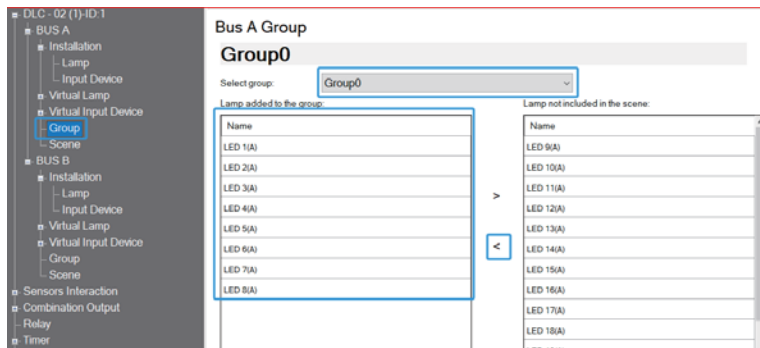 DLC - 02 (1)-ID:1
BUS A
Installation
Lamp
Input Device
Virtual Lamp
Virtual Input Device
Group
Scene
BUS B
Installation
Lamp
Input Device
Virtual Lamp
Virtual Input Device
Group
Scene
Sensors Interaction
Combination Output
Relay
Timer
Bus A Group
Group0
Select group: Group0
Lamp added to the group:
Name
LED 1(A)
LED 2(A)
LED 3(A)
LED 4(A)
LED 5(A)
LED 6(A)
LED 7(A)
LED 8(A)
>
<
Lamp not included in the scene:
Name
LED 9(A)
LED 10(A)
LED 11(A)
LED 12(A)
LED 13(A)
LED 14(A)
LED 15(A)
LED 16(A)
LED 17(A)
LED 18(A)